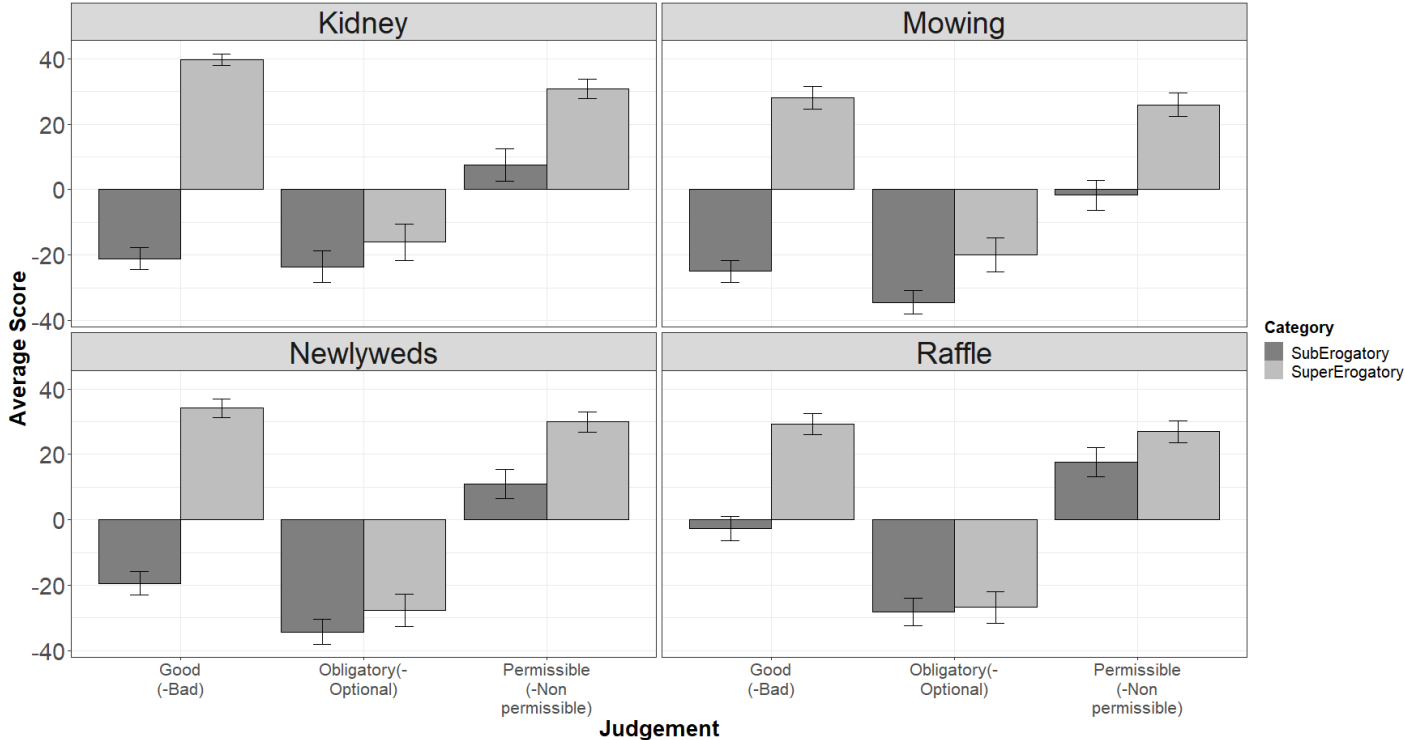 Kidney
Mowing
40
20
0
-20
-40
Newlyweds
Raffle
40
20
0
-20
-40
Average Score
Good
(-Bad)
Obligatory(-
Optional)
Permissible
(-Non
permissible)
Good
(-Bad)
Obligatory(-
Optional)
Permissible
(-Non
permissible)
Judgement
Category
SubErogatory
SuperErogatory